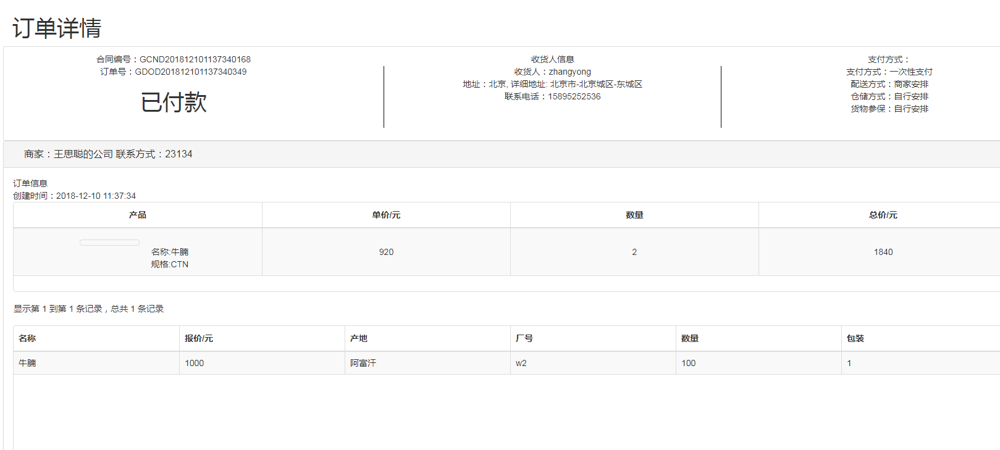 订单详情
合同编号：GCND201812101137340168
订单号：GDOD201812101137340349
已付款
收货人信息
收货人：zhangyong
地址：北京, 详细地址: 北京市-北京城区-东城区
联系电话：15895252536
支付方式：
支付方式：一次性支付
配送方式：商家安排
仓储方式：自行安排
货物参保：自行安排
商家：王思聪的公司 联系方式：23134
订单信息
创建时间：2018-12-10 11:37:34
产品 单价/元 数量 总价/元
名称:牛腩 920 2 1840
规格:CTN
显示第 1 到第 1 条记录，总共 1 条记录
名称 报价/元 产地 厂号 数量 包装
牛腩 1000 阿富汗 w2 100 1